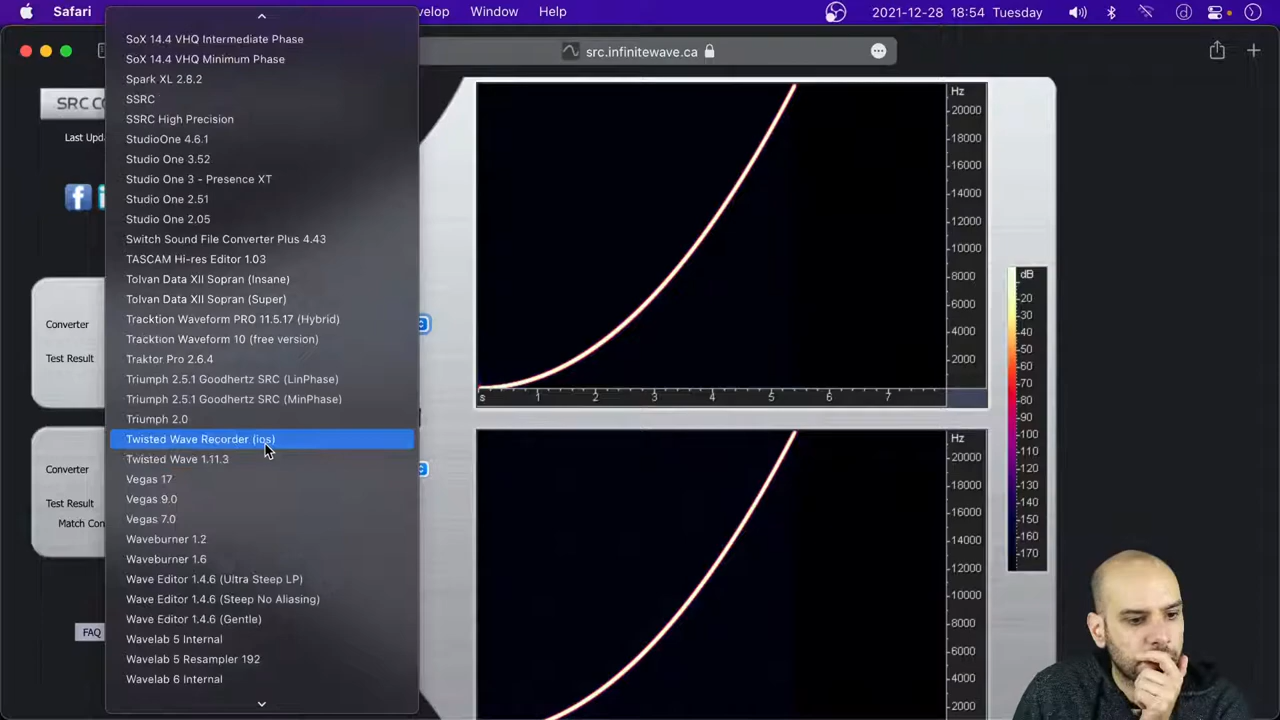 Safari
elop
Window
Help
2021-12-28 18:54 Tuesday
src.infinitewave.ca
SRC CO
Last Upd
Converter
Test Result
Converter
Test Result
Match Con
FAQ
SoX 14.4 VHQ Intermediate Phase
SoX 14.4 VHQ Minimum Phase
Spark XL 2.8.2
SSRC
SSRC High Precision
StudioOne 4.6.1
Studio One 3.52
Studio One 3 - Presence XT
Studio One 2.51
Studio One 2.05
Switch Sound File Converter Plus 4.43
TASCAM Hi-res Editor 1.03
Tolvan Data XII Sopran (Insane)
Tolvan Data XII Sopran (Super)
Tracktion Waveform PRO 11.5.17 (Hybrid)
Tracktion Waveform 10 (free version)
Traktor Pro 2.6.4
Triumph 2.5.1 Goodhertz SRC (LinPhase)
Triumph 2.5.1 Goodhertz SRC (MinPhase)
Triumph 2.0
Twisted Wave Recorder (ios)
Twisted Wave 1.11.3
Vegas 17
Vegas 9.0
Vegas 7.0
Waveburner 1.2
Waveburner 1.6
Wave Editor 1.4.6 (Ultra Steep LP)
Wave Editor 1.4.6 (Steep No Aliasing)
Wave Editor 1.4.6 (Gentle)
Wavelab 5 Internal
Wavelab 5 Resampler 192
Wavelab 6 Internal
Hz
20000
18000
16000
14000
12000
10000
8000
6000
4000
2000
s 1 2 3 4 5 6 7
Hz
20000
18000
16000
14000
12000
10000
8000
6000
4000
2000
dB
-20
-30
-40
-50
-60
-70
-80
-90
-100
-110
-120
-130
-140
-150
-160
-170